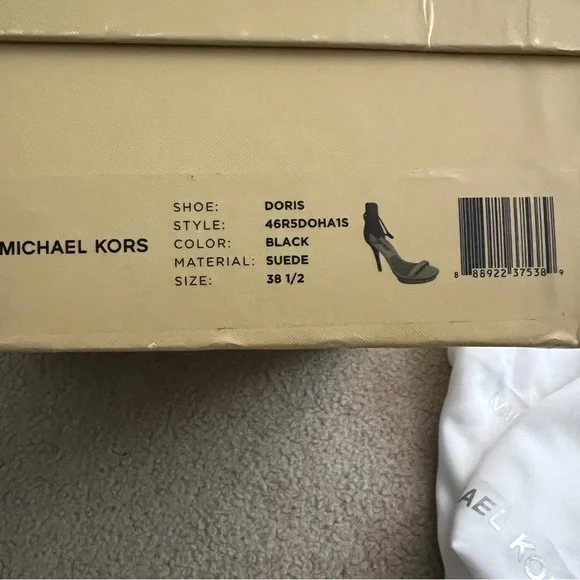 MICHAEL KORS
SHOE: DORIS
STYLE: 46R5DOHA1S
COLOR: BLACK
MATERIAL: SUEDE
SIZE: 38 1/2
8 88922 37538 9